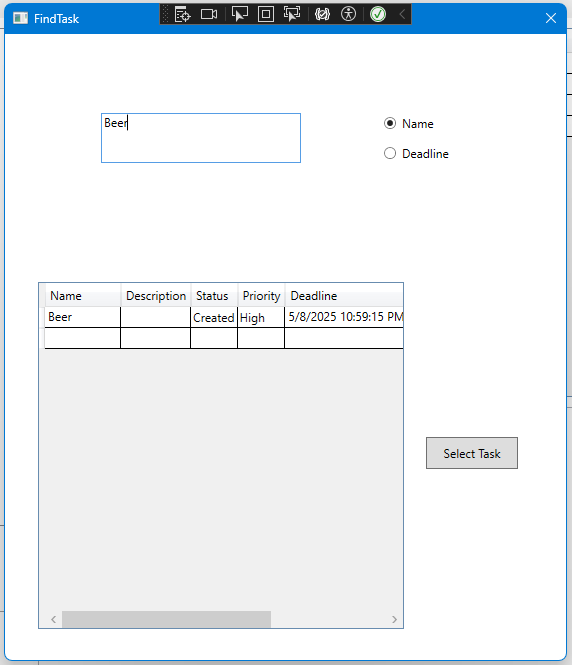 FindTask
Beer
Name
Deadline
Name Description Status Priority Deadline
Beer Created High 5/8/2025 10:59:15 PM
Select Task